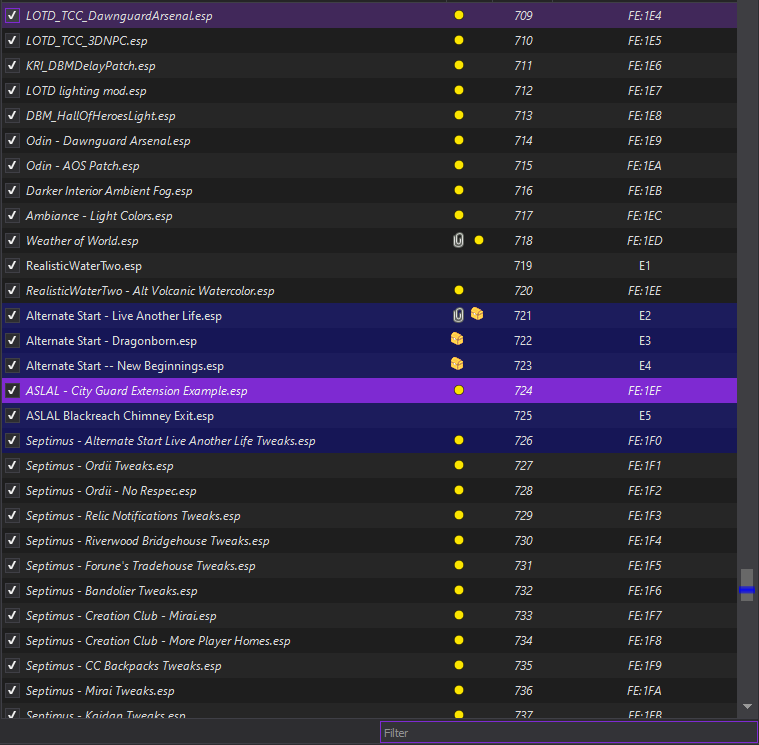 LOTD_TCC_DawnguardArsenal.esp 709 FE:1E4
LOTD_TCC_3DNPC.esp 710 FE:1E5
KRI_DBMDelayPatch.esp 711 FE:1E6
LOTD lighting mod.esp 712 FE:1E7
DBM_HallOfHeroesLight.esp 713 FE:1E8
Odin - Dawnguard Arsenal.esp 714 FE:1E9
Odin - AOS Patch.esp 715 FE:1EA
Darker Interior Ambient Fog.esp 716 FE:1EB
Ambiance - Light Colors.esp 717 FE:1EC
Weather of World.esp 718 FE:1ED
RealisticWaterTwo.esp 719 E1
RealisticWaterTwo - Alt Volcanic Watercolor.esp 720 FE:1EE
Alternate Start - Live Another Life.esp 721 E2
Alternate Start - Dragonborn.esp 722 E3
Alternate Start -- New Beginnings.esp 723 E4
ASLAL - City Guard Extension Example.esp 724 FE:1EF
ASLAL Blackreach Chimney Exit.esp 725 E5
Septimus - Alternate Start Live Another Life Tweaks.esp 726 FE:1F0
Septimus - Ordii Tweaks.esp 727 FE:1F1
Septimus - Ordii - No Respec.esp 728 FE:1F2
Septimus - Relic Notifications Tweaks.esp 729 FE:1F3
Septimus - Riverwood Bridgehouse Tweaks.esp 730 FE:1F4
Septimus - Forune's Tradehouse Tweaks.esp 731 FE:1F5
Septimus - Bandolier Tweaks.esp 732 FE:1F6
Septimus - Creation Club - Mirai.esp 733 FE:1F7
Septimus - Creation Club - More Player Homes.esp 734 FE:1F8
Septimus - CC Backpacks Tweaks.esp 735 FE:1F9
Septimus - Mirai Tweaks.esp 736 FE:1FA
Septimus - Kaidan Tweaks.esp 737 FE:1FB
Filter